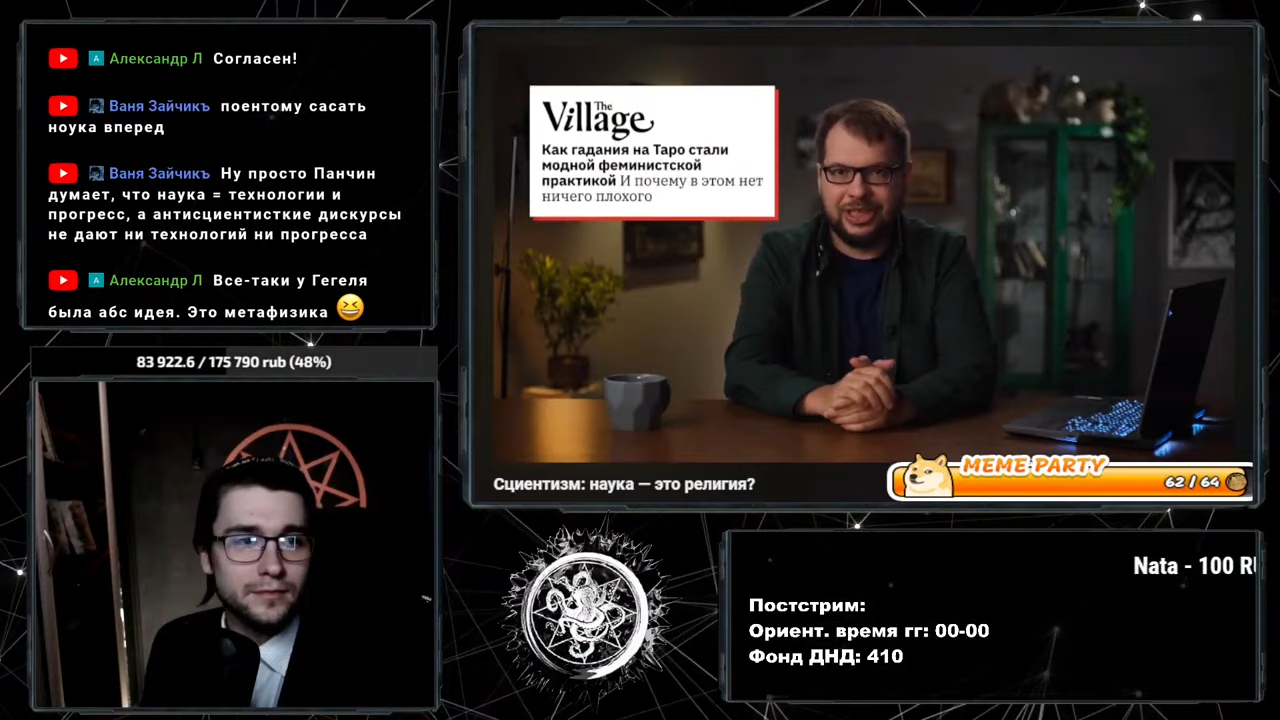 Александр Л Согласен!
Ваня Зайчикъ поентому сасать
ноука вперед
Ваня Зайчикъ Ну просто Панчин
думает, что наука = технологии и
прогресс, а антисциентисткие дискурсы
не дают ни технологий ни прогресса
Александр Л Все-таки у Гегеля
была абс идея. Это метафизика
83 922.6 / 175 790 rub (48%)
The
Village
Как гадания на Таро стали
модной феминистской
практикой И почему в этом нет
ничего плохого
MEME PARTY
62 / 64
Сциентизм: наука — это религия?
Nata - 100 RU
Постстрим:
Ориент. время гг: 00-00
Фонд ДНД: 410